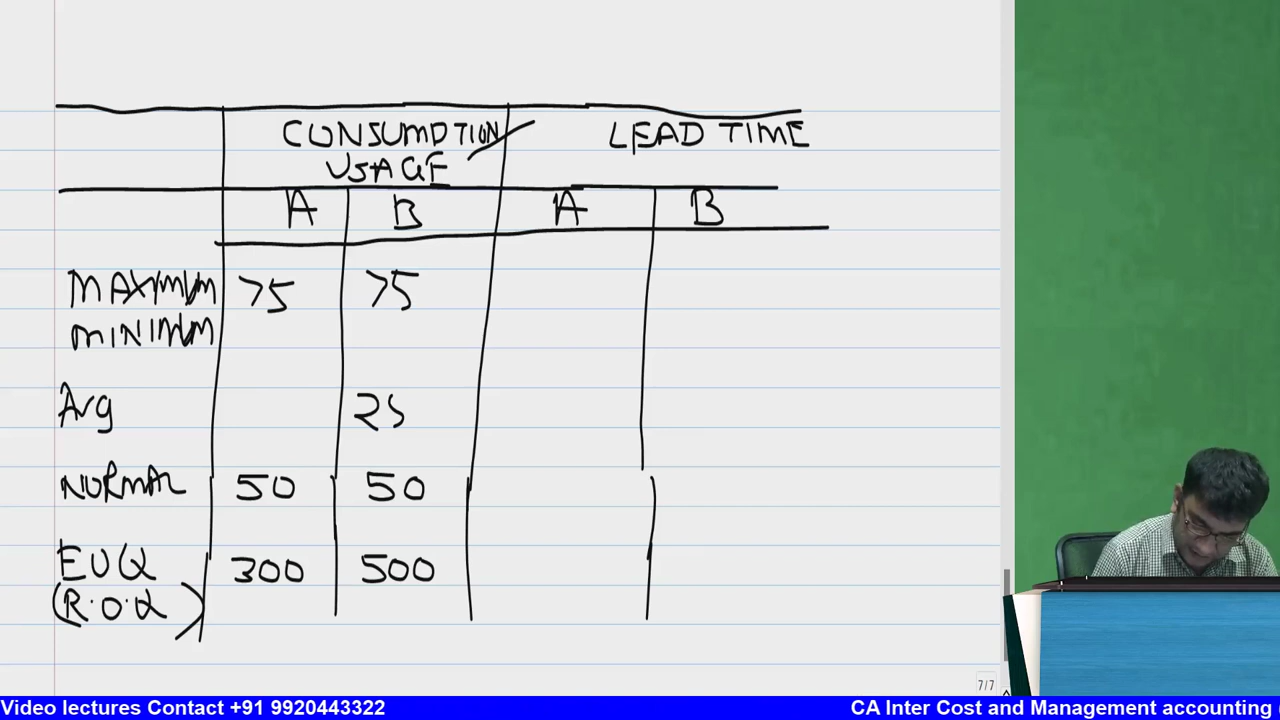 CONSUMPTION LEAD TIME
USAGE
A B A B
MAXIMUM 75 75
MINIMUM
Avg 25
NORMAL 50 50
EOQ 300 500
(R.O.Q)
7/7
Video lectures Contact +91 9920443322 CA Inter Cost and Management accounting